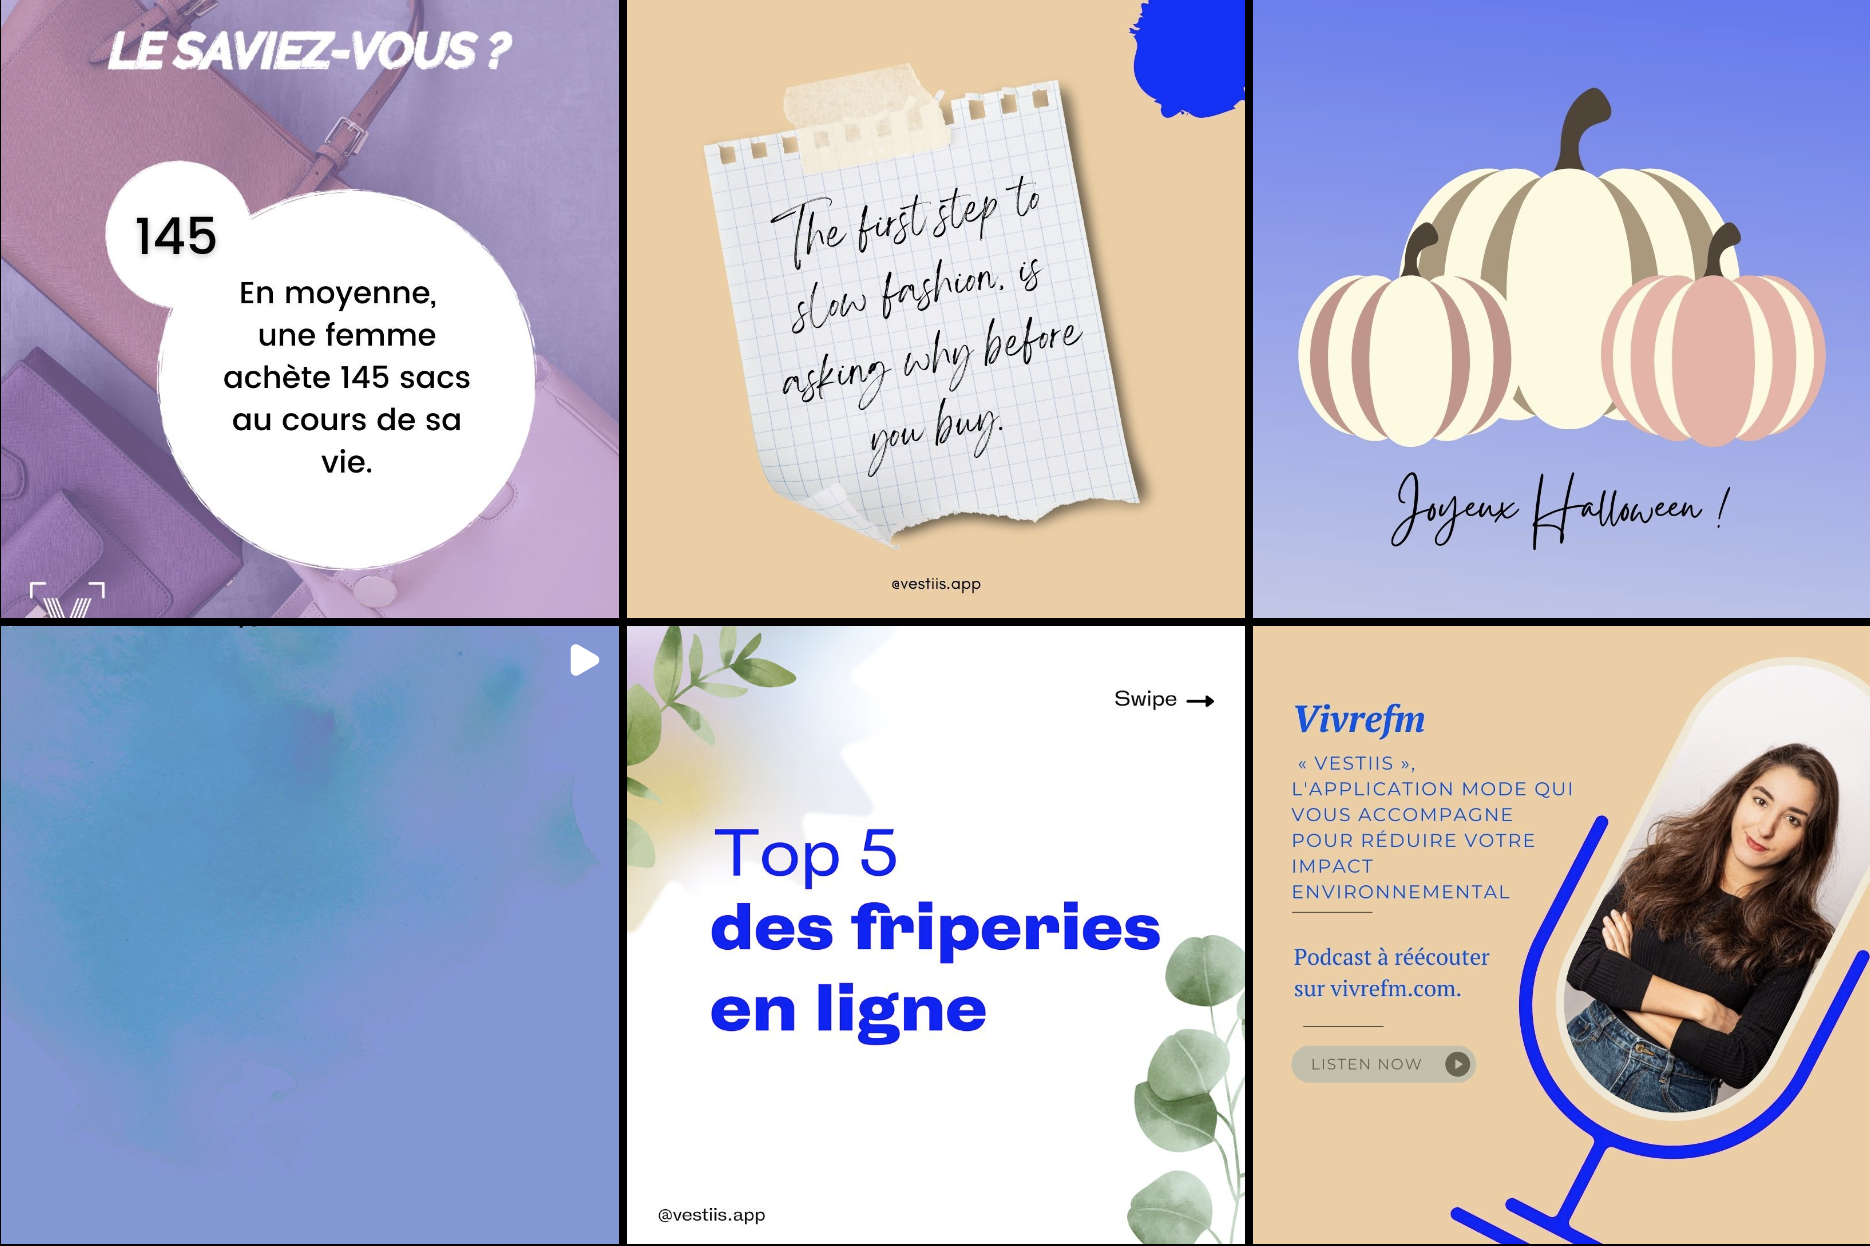 LE SAVIEZ-VOUS ?
145
En moyenne,
une femme
achète 145 sacs
au cours de sa
vie.
The first step to
slow fashion, is
asking why before
you buy.
@vestiis.app
Joyeux Halloween !
Swipe
Top 5
des friperies
en ligne
@vestiis.app
Vivrefm
« VESTIIS »,
L'APPLICATION MODE QUI
VOUS ACCOMPAGNE
POUR RÉDUIRE VOTRE
IMPACT
ENVIRONNEMENTAL
Podcast à réécouter
sur vivrefm.com.
LISTEN NOW